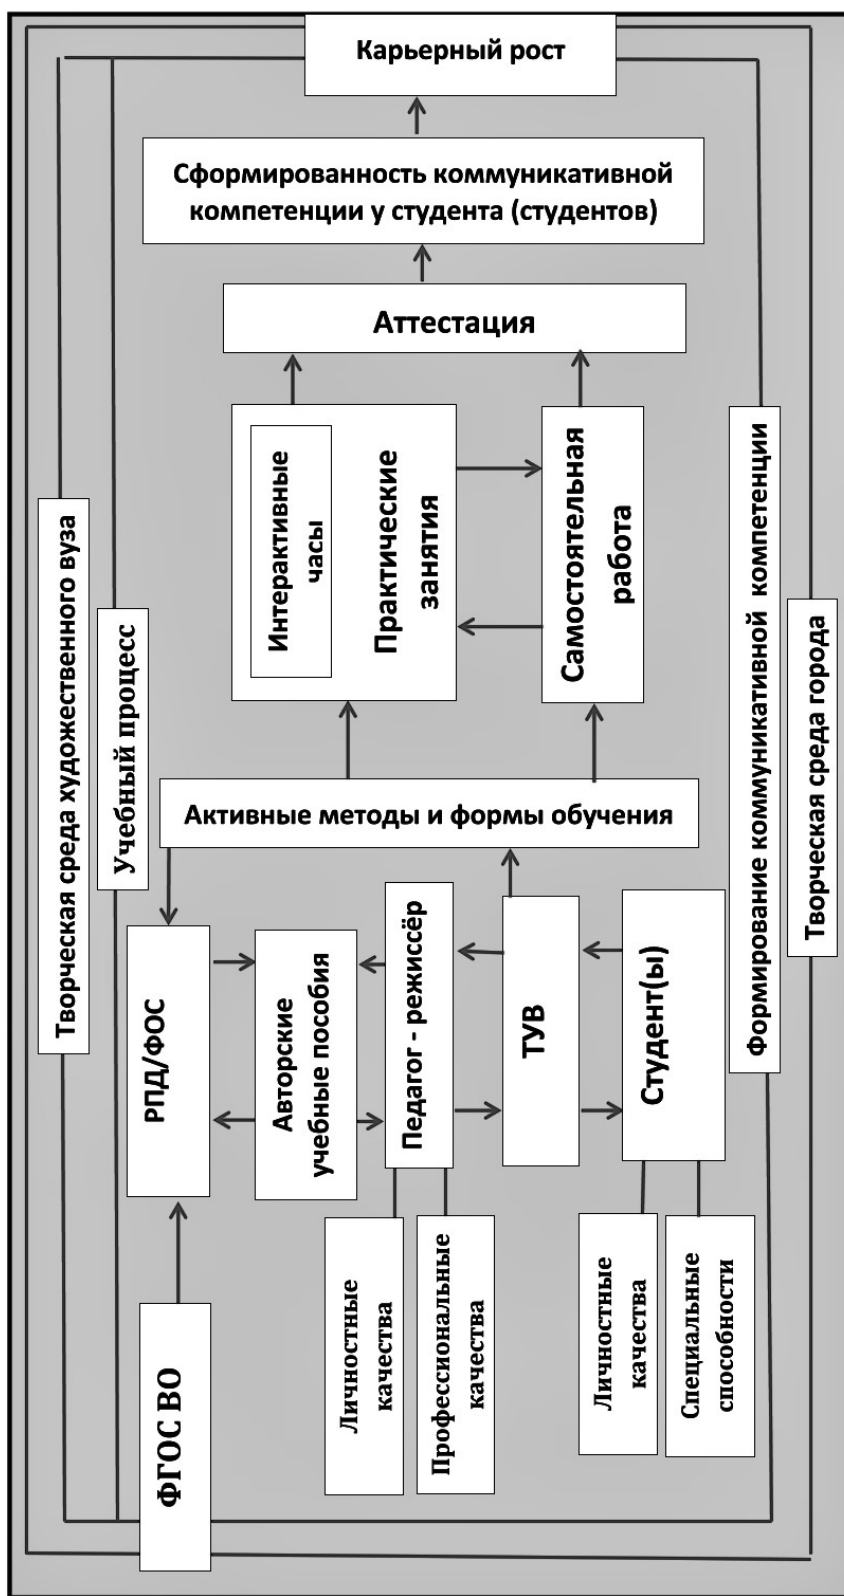 Карьерный рост
Сформированность коммуникативной
компетенции у студента (студентов)
Аттестация
Интерактивные
часы
Практические
занятия
Самостоятельная
работа
Творческая среда художественного вуза
Учебный процесс
Формирование коммуникативной компетенции
Творческая среда города
Активные методы и формы обучения
РПД/ФОС
Авторские
учебные пособия
Педагог - режиссёр
ТУВ
Студент(ы)
ФГОС ВО
Личностные
качества
Профессиональные
качества
Личностные
качества
Специальные
способности